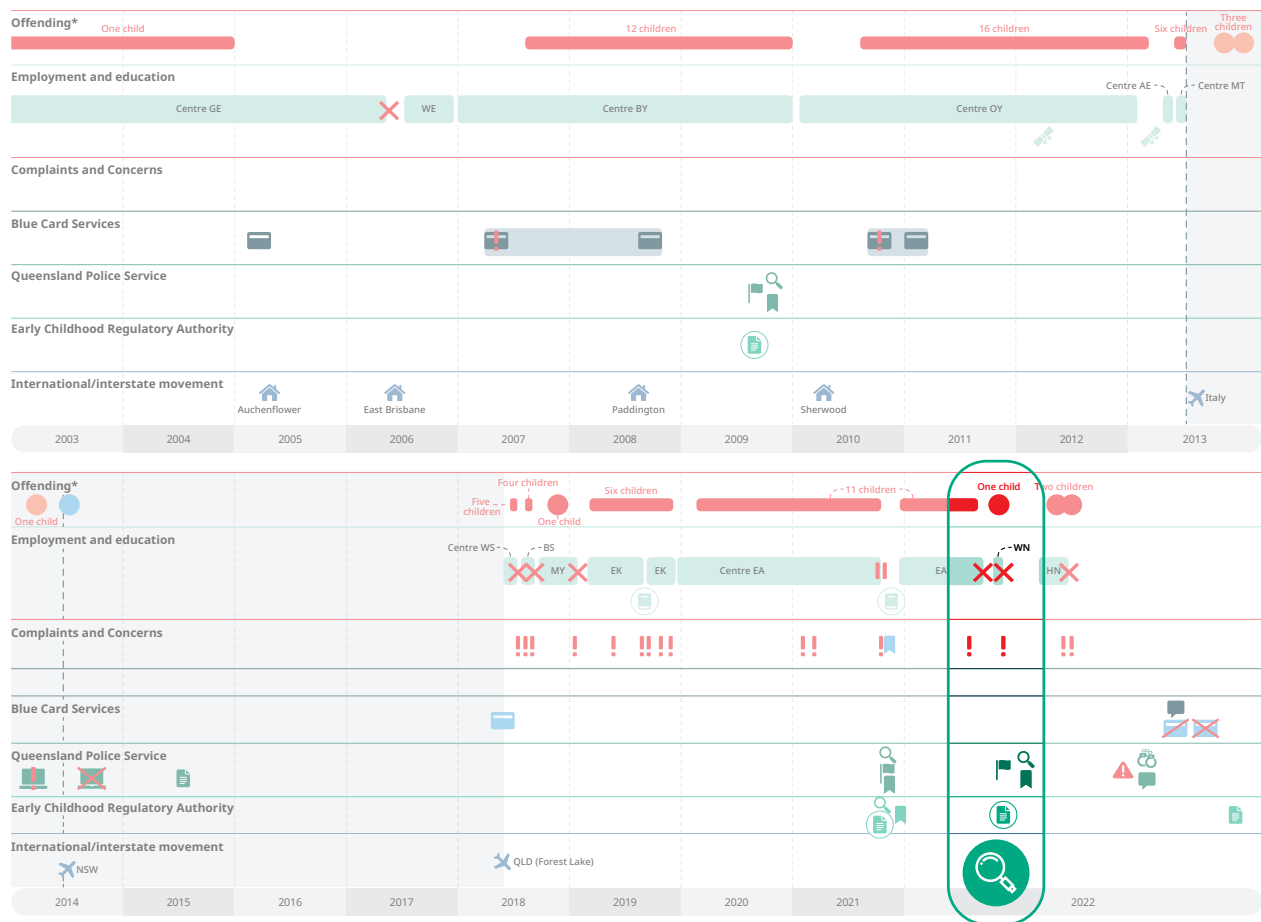 Offending*
One child
12 children
16 children
Six children
Three
children
Employment and education
Centre GE
WE
Centre BY
Centre OY
Centre AE
Centre MT
Complaints and Concerns
Blue Card Services
Queensland Police Service
Early Childhood Regulatory Authority
International/interstate movement
Auchenflower
East Brisbane
Paddington
Sherwood
Italy
2003
2004
2005
2006
2007
2008
2009
2010
2011
2012
2013
Offending*
One child
Five
children
Four children
One child
Six children
11 children
One child
Two children
Employment and education
Centre WS
BS
MY
EK
EK
Centre EA
EA
WN
HN
Complaints and Concerns
Blue Card Services
Queensland Police Service
Early Childhood Regulatory Authority
International/interstate movement
NSW
QLD (Forest Lake)
2014
2015
2016
2017
2018
2019
2020
2021
2022